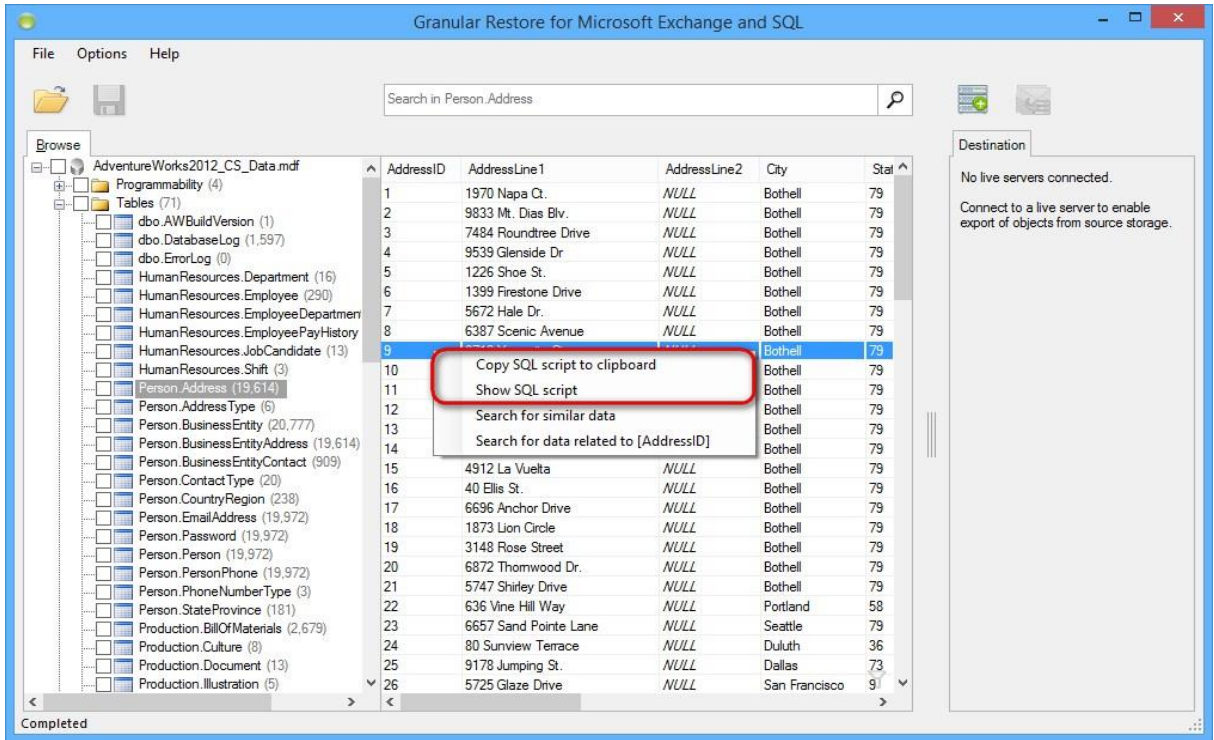 Granular Restore for Microsoft Exchange and SQL
File Options Help
Search in Person.Address
Browse
AdventureWorks2012_CS_Data.mdf
Programmability (4)
Tables (71)
dbo.AWBuildVersion (1)
dbo.DatabaseLog (1,597)
dbo.ErrorLog (0)
HumanResources.Department (16)
HumanResources.Employee (290)
HumanResources.EmployeeDepartmen
HumanResources.EmployeePayHistory
HumanResources.JobCandidate (13)
HumanResources.Shift (3)
Person.Address (19,614)
Person.AddressType (6)
Person.BusinessEntity (20,777)
Person.BusinessEntityAddress (19,614)
Person.BusinessEntityContact (909)
Person.ContactType (20)
Person.CountryRegion (238)
Person.EmailAddress (19,972)
Person.Password (19,972)
Person.Person (19,972)
Person.PersonPhone (19,972)
Person.PhoneNumberType (3)
Person.StateProvince (181)
Production.BillOfMaterials (2,679)
Production.Culture (8)
Production.Document (13)
Production.Illustration (5)
AddressID AddressLine1 AddressLine2 City Stat
1 1970 Napa Ct. NULL Bothell 79
2 9833 Mt. Dias Blv. NULL Bothell 79
3 7484 Roundtree Drive NULL Bothell 79
4 9539 Glenside Dr NULL Bothell 79
5 1226 Shoe St. NULL Bothell 79
6 1399 Firestone Drive NULL Bothell 79
7 5672 Hale Dr. NULL Bothell 79
8 6387 Scenic Avenue NULL Bothell 79
9 Bothell 79
10 Bothell 79
11 Bothell 79
12 Bothell 79
13 Bothell 79
14 Bothell 79
15 4912 La Vuelta NULL Bothell 79
16 40 Ellis St. NULL Bothell 79
17 6696 Anchor Drive NULL Bothell 79
18 1873 Lion Circle NULL Bothell 79
19 3148 Rose Street NULL Bothell 79
20 6872 Thornwood Dr. NULL Bothell 79
21 5747 Shirley Drive NULL Bothell 79
22 636 Vine Hill Way NULL Portland 58
23 6657 Sand Pointe Lane NULL Seattle 79
24 80 Sunview Terrace NULL Duluth 36
25 9178 Jumping St. NULL Dallas 73
26 5725 Glaze Drive NULL San Francisco 9
Copy SQL script to clipboard
Show SQL script
Search for similar data
Search for data related to [AddressID]
Destination
No live servers connected.
Connect to a live server to enable
export of objects from source storage.
Completed